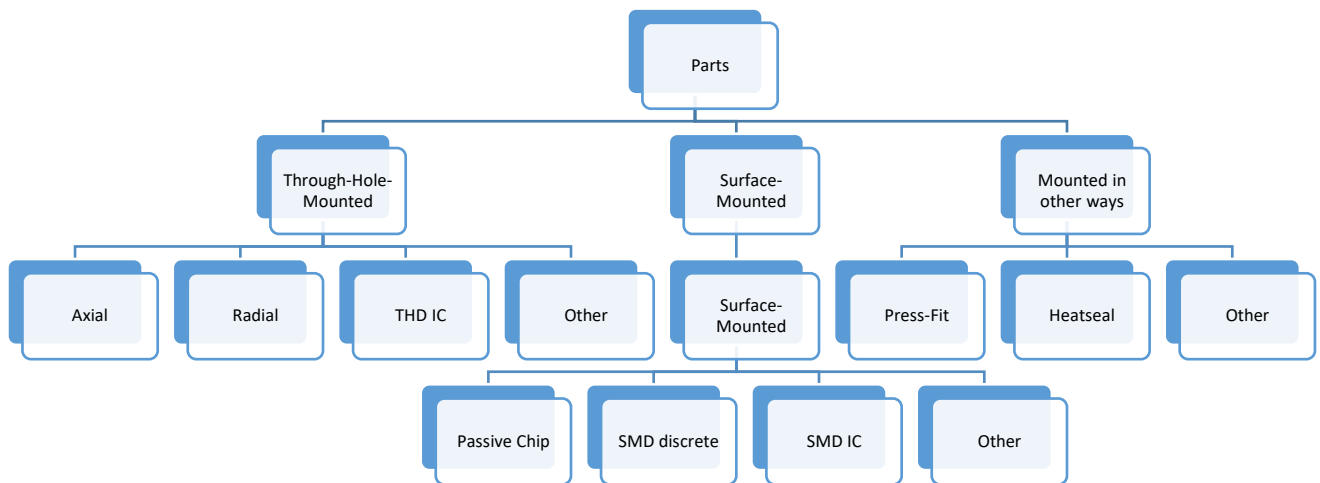 Parts
Through-Hole-
Mounted
Surface-
Mounted
Mounted in
other ways
Axial
Radial
THD IC
Other
Surface-
Mounted
Press-Fit
Heatseal
Other
Passive Chip
SMD discrete
SMD IC
Other